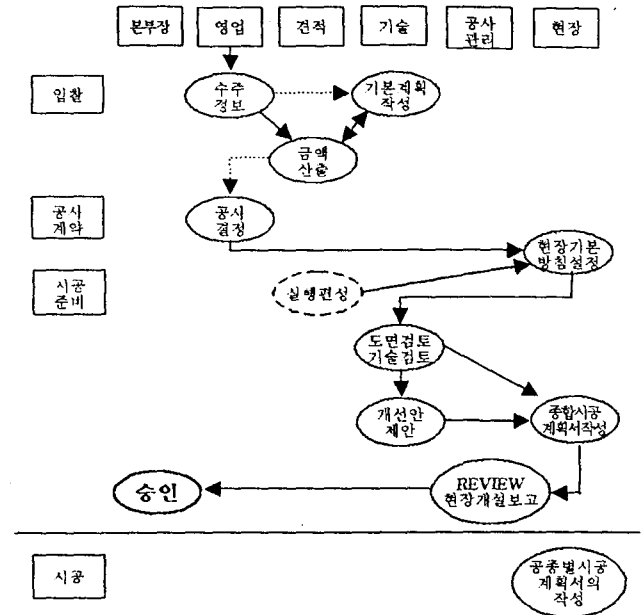 본부장 영업 견적 기술 공사 현장
관리
입찰
수주
정보
기본계획
작성
금액
산출
공사
계약
공사
결정
현장기본
방침설정
시공
준비
실행편성
도면검토
기술검토
개선안
제안
종합시공
계획서작성
승인
REVIEW
현장개설보고
시공
공종별시공
계획서의
작성